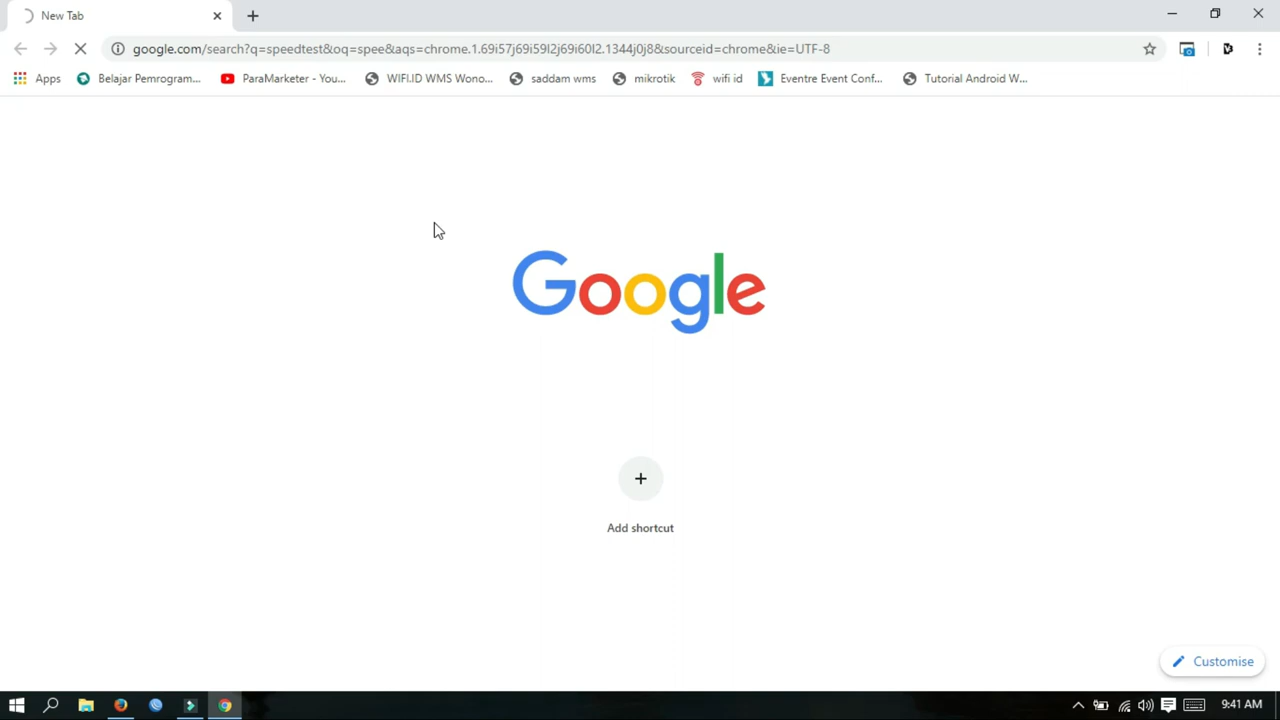 New Tab
google.com/search?q=speedtest&oq=spee&aqs=chrome.1.69i57j69i59l2j69i60l2.1344j0j8&sourceid=chrome&ie=UTF-8
Apps Belajar Pemrogram... ParaMarketer - You... WIFI.ID WMS Wono... saddam wms mikrotik wifi id Eventre Event Conf... Tutorial Android W...
Google
Add shortcut
Customise
9:41 AM